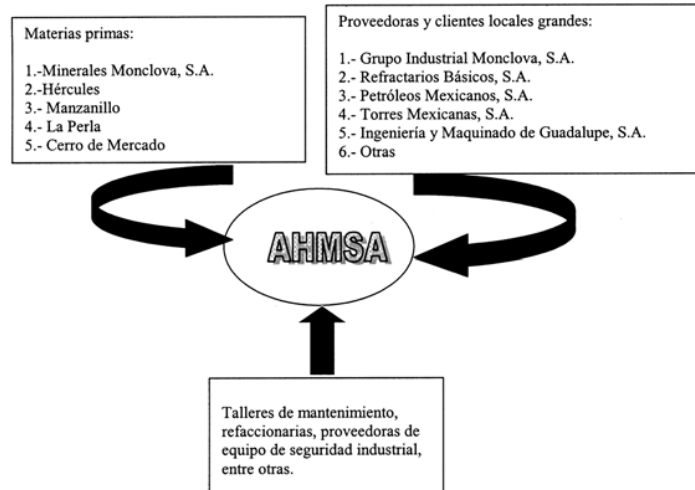 Materias primas:
1.-Minerales Monclova, S.A.
2.-Hércules
3.- Manzanillo
4.- La Perla
5.- Cerro de Mercado
Proveedoras y clientes locales grandes:
1.- Grupo Industrial Monclova, S.A.
2.- Refractarios Básicos, S.A.
3.- Petróleos Mexicanos, S.A.
4.- Torres Mexicanas, S.A.
5.- Ingeniería y Maquinado de Guadalupe, S.A.
6.- Otras
AHMSA
Talleres de mantenimiento,
refaccionarias, proveedoras de
equipo de seguridad industrial,
entre otras.